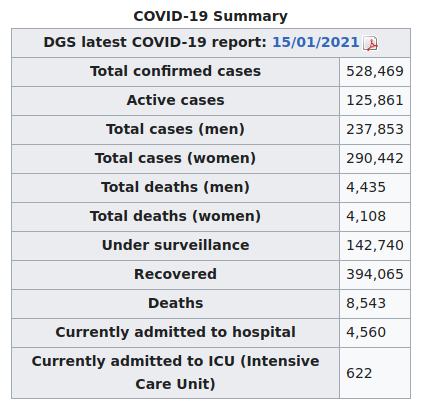 COVID-19 Summary
DGS latest COVID-19 report: 15/01/2021
Total confirmed cases 528,469
Active cases 125,861
Total cases (men) 237,853
Total cases (women) 290,442
Total deaths (men) 4,435
Total deaths (women) 4,108
Under surveillance 142,740
Recovered 394,065
Deaths 8,543
Currently admitted to hospital 4,560
Currently admitted to ICU (Intensive
Care Unit) 622